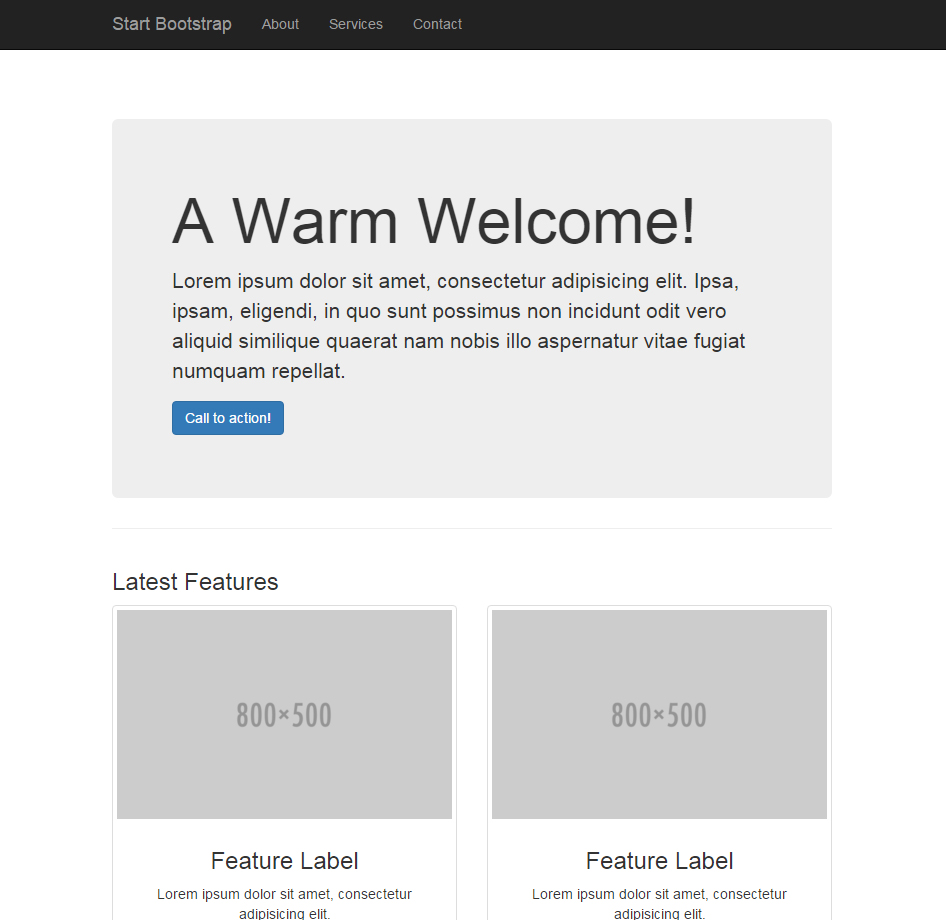 Start Bootstrap About Services Contact
A Warm Welcome!
Lorem ipsum dolor sit amet, consectetur adipisicing elit. Ipsa,
ipsam, eligendi, in quo sunt possimus non incidunt odit vero
aliquid similique quaerat nam nobis illo aspernatur vitae fugiat
numquam repellat.
Call to action!
Latest Features
800×500
800×500
Feature Label
Lorem ipsum dolor sit amet, consectetur
adipisicing elit.
Feature Label
Lorem ipsum dolor sit amet, consectetur
adipisicing elit.